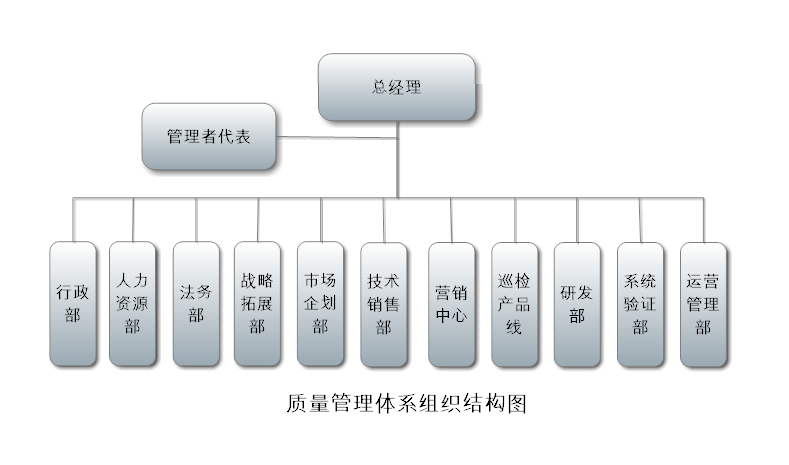 总经理
管理者代表
行政
部
人力
资源
部
法务
部
战略
拓展
部
市场
企划
部
技术
销售
部
营销
中心
巡检
产品
线
研发
部
系统
验证
部
运营
管理
部
质量管理体系组织结构图